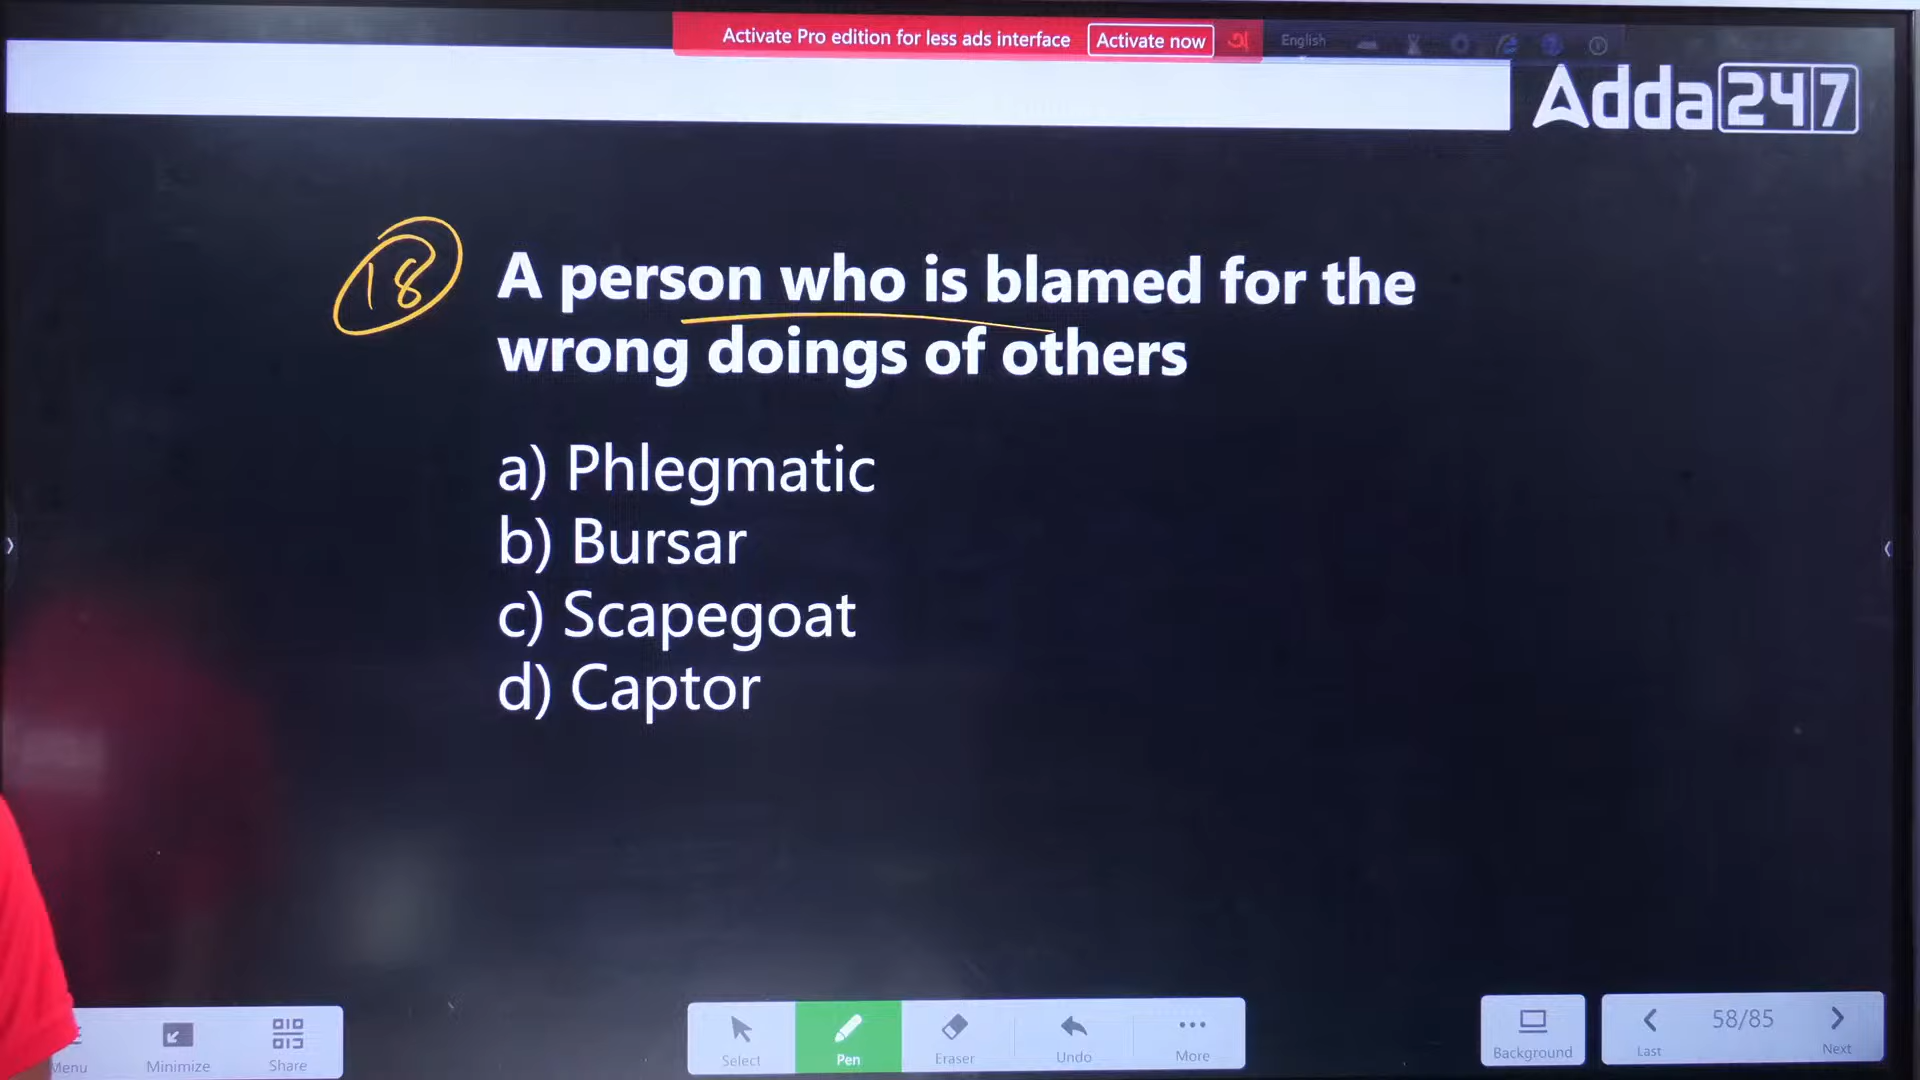 Activate Pro edition for less ads interface Activate now English
Adda247
18 A person who is blamed for the
wrong doings of others
a) Phlegmatic
b) Bursar
c) Scapegoat
d) Captor
Menu Minimize Share Select Pen Eraser Undo More Background Last 58/85 Next